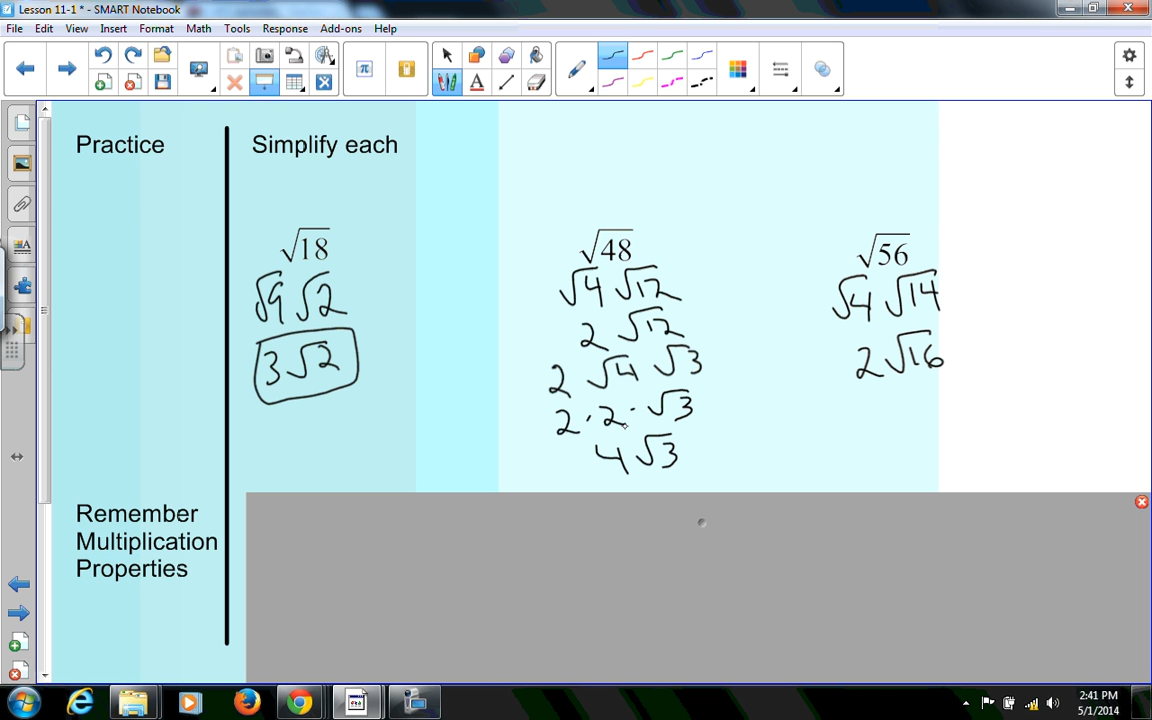 Lesson 11-1 * - SMART Notebook
File Edit View Insert Format Math Tools Response Add-ons Help
Practice
Simplify each
√18
√9 √2
3√2
√48
√4 √12
2 √12
2 √4 √3
2 · 2 · √3
4√3
√56
√4 √14
2√16
Remember
Multiplication
Properties
2:41 PM
5/1/2014